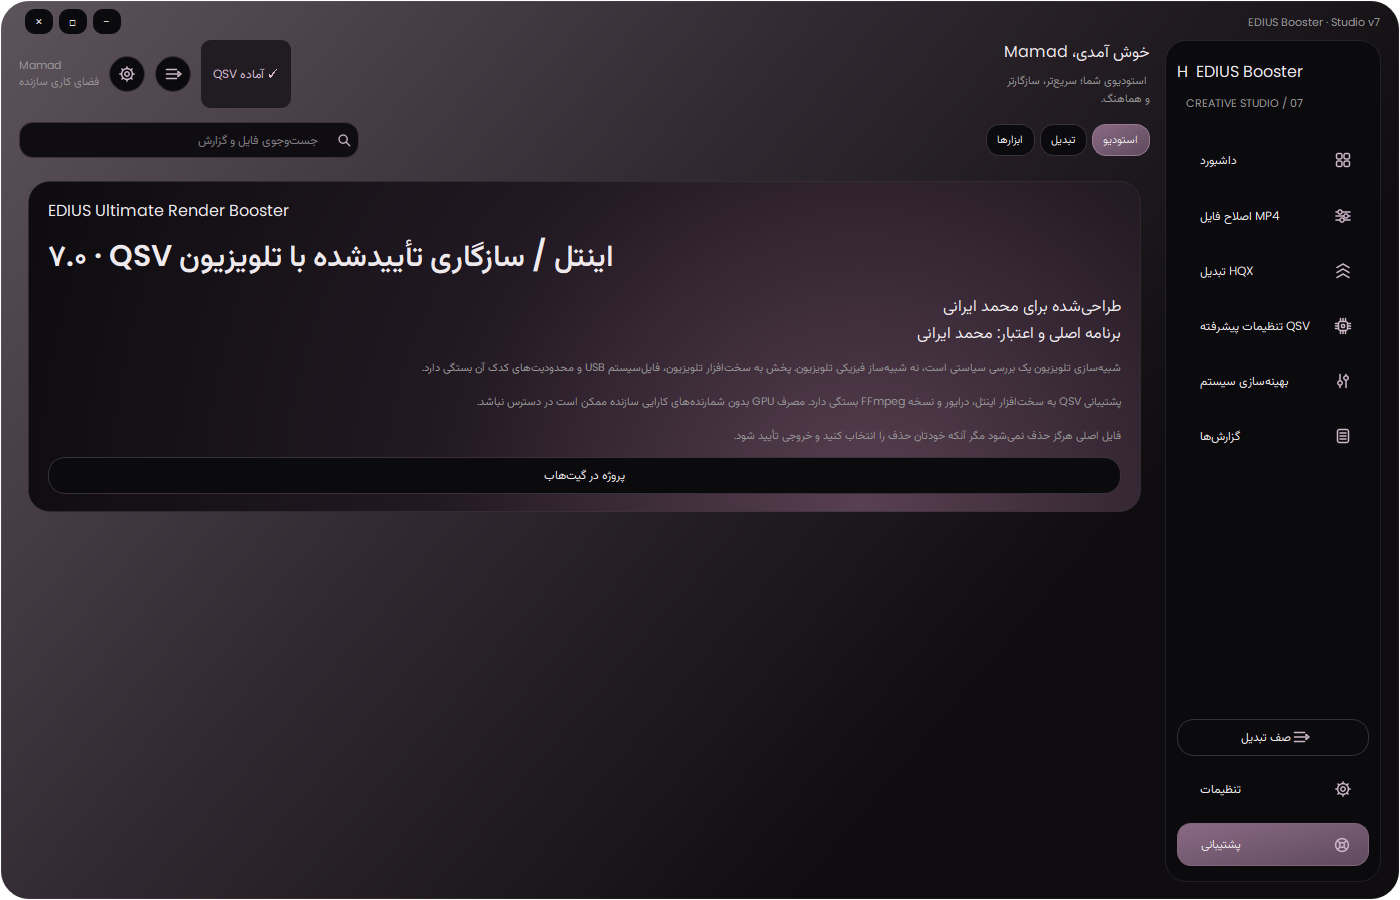 EDIUS Booster · Studio v7
H EDIUS Booster
CREATIVE STUDIO / 07
داشبورد
اصلاح فایل MP4
تبدیل HQX
تنظیمات پیشرفته QSV
بهینه‌سازی سیستم
گزارش‌ها
صف تبدیل
تنظیمات
پشتیبانی
خوش آمدی، Mamad
استودیوی شما؛ سریع‌تر، سازگارتر
و هماهنگ.
✓ آماده QSV
Mamad
فضای کاری سازنده
استودیو
تبدیل
ابزارها
جست‌وجوی فایل و گزارش
EDIUS Ultimate Render Booster
اینتل / سازگاری تأییدشده با تلویزیون QSV · ۷.۰
طراحی‌شده برای محمد ایرانی
برنامه اصلی و اعتبار: محمد ایرانی
شبیه‌سازی تلویزیون یک بررسی سیاستی است، نه شبیه‌ساز فیزیکی تلویزیون. پخش به سخت‌افزار تلویزیون، فایل‌سیستم USB و محدودیت‌های کدک آن بستگی دارد.
پشتیبانی QSV به سخت‌افزار اینتل، درایور و نسخه FFmpeg بستگی دارد. مصرف GPU بدون شمارنده‌های کارایی سازنده ممکن است در دسترس نباشد.
فایل اصلی هرگز حذف نمی‌شود مگر آنکه خودتان حذف را انتخاب کنید و خروجی تأیید شود.
پروژه در گیت‌هاب